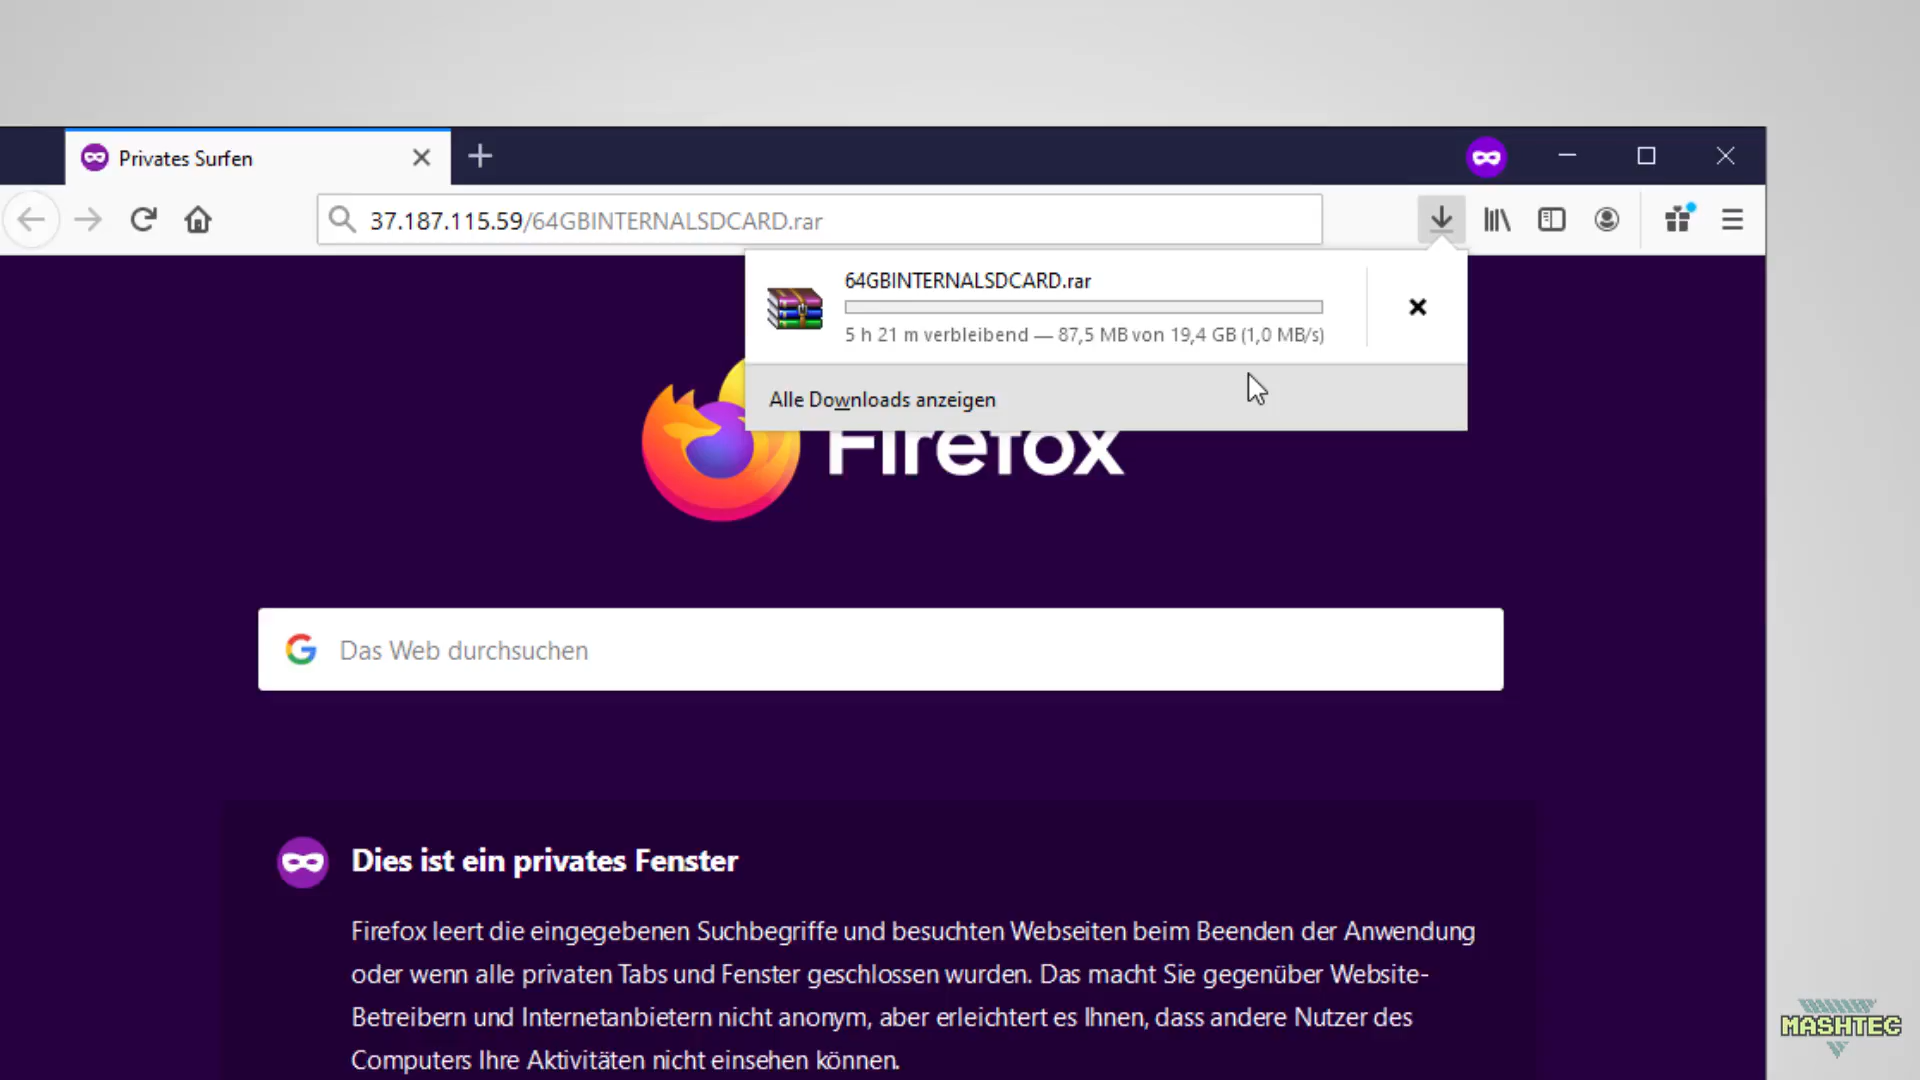 Privates Surfen
37.187.115.59/64GBINTERNALSDCARD.rar
64GBINTERNALSDCARD.rar
5 h 21 m verbleibend — 87,5 MB von 19,4 GB (1,0 MB/s)
Alle Downloads anzeigen
Firefox
Das Web durchsuchen
Dies ist ein privates Fenster
Firefox leert die eingegebenen Suchbegriffe und besuchten Webseiten beim Beenden der Anwendung
oder wenn alle privaten Tabs und Fenster geschlossen wurden. Das macht Sie gegenüber Website-
Betreibern und Internetanbietern nicht anonym, aber erleichtert es Ihnen, dass andere Nutzer des
Computers Ihre Aktivitäten nicht einsehen können.
MASHTEC